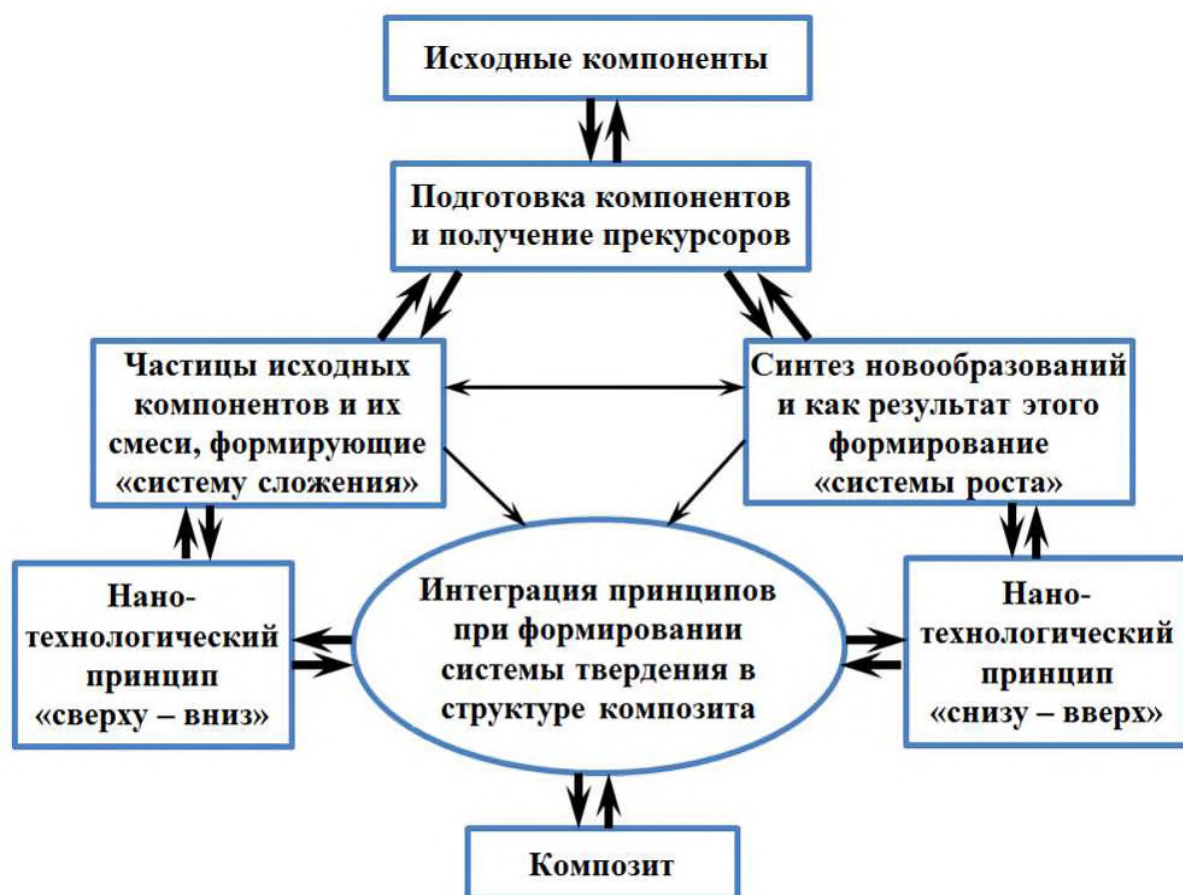 Исходные компоненты
Подготовка компонентов
и получение прекурсоров
Частицы исходных
компонентов и их
смеси, формирующие
«систему сложения»
Синтез новообразований
и как результат этого
формирование
«системы роста»
Нано-
технологический
принцип
«сверху – вниз»
Интеграция принципов
при формировании
системы твердения в
структуре композита
Нано-
технологический
принцип
«снизу – вверх»
Композит